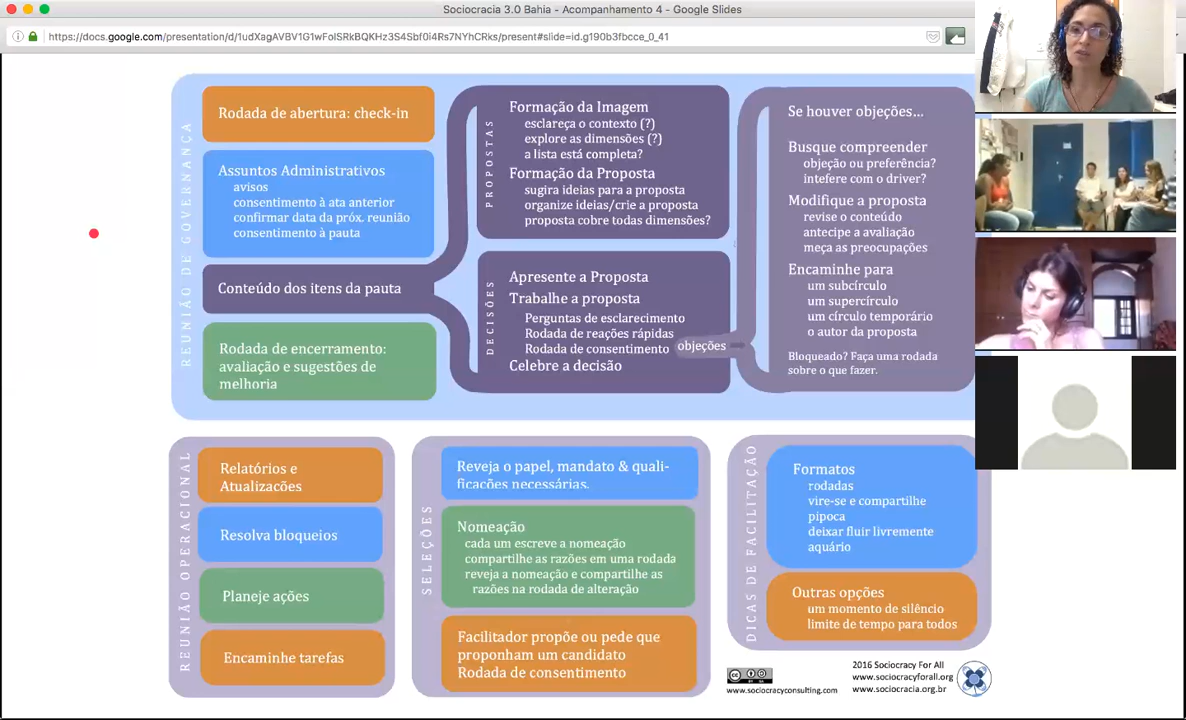 Sociocracia 3.0 Bahia - Acompanhamento 4 - Google Slides
https://docs.google.com/presentation/d/1udXagAVBV1G1wFoISRkBQKHz3S4Sbf0i4Rs7NYhCRks/present#slide=id.g190b3fbcce_0_41
REUNIÃO DE GOVERNANÇA
Rodada de abertura: check-in
Assuntos Administrativos
avisos
consentimento à ata anterior
confirmar data da próx. reunião
consentimento à pauta
Conteúdo dos itens da pauta
Rodada de encerramento:
avaliação e sugestões de
melhoria
PROPOSTAS
Formação da Imagem
esclareça o contexto (?)
explore as dimensões (?)
a lista está completa?
Formação da Proposta
sugira ideias para a proposta
organize ideias/crie a proposta
proposta cobre todas dimensões?
DECISÕES
Apresente a Proposta
Trabalhe a proposta
Perguntas de esclarecimento
Rodada de reações rápidas
Rodada de consentimento
objeções
Celebre a decisão
Se houver objeções...
Busque compreender
objeção ou preferência?
intefere com o driver?
Modifique a proposta
revise o conteúdo
antecipe a avaliação
meça as preocupações
Encaminhe para
um subcírculo
um supercírculo
um círculo temporário
o autor da proposta
Bloqueado? Faça uma rodada
sobre o que fazer.
REUNIÃO OPERACIONAL
Relatórios e
Atualizacões
Resolva bloqueios
Planeje ações
Encaminhe tarefas
SELEÇÕES
Reveja o papel, mandato & quali-
ficações necessárias.
Nomeação
cada um escreve a nomeação
compartilhe as razões em uma rodada
reveja a nomeação e compartilhe as
razões na rodada de alteração
Facilitador propõe ou pede que
proponham um candidato
Rodada de consentimento
DICAS DE FACILITAÇÃO
Formatos
rodadas
vire-se e compartilhe
pipoca
deixar fluir livremente
aquário
Outras opções
um momento de silêncio
limite de tempo para todos
cc
BY SA
www.sociocracyconsulting.com
2016 Sociocracy For All
www.sociocracyforall.org
www.sociocracia.org.br